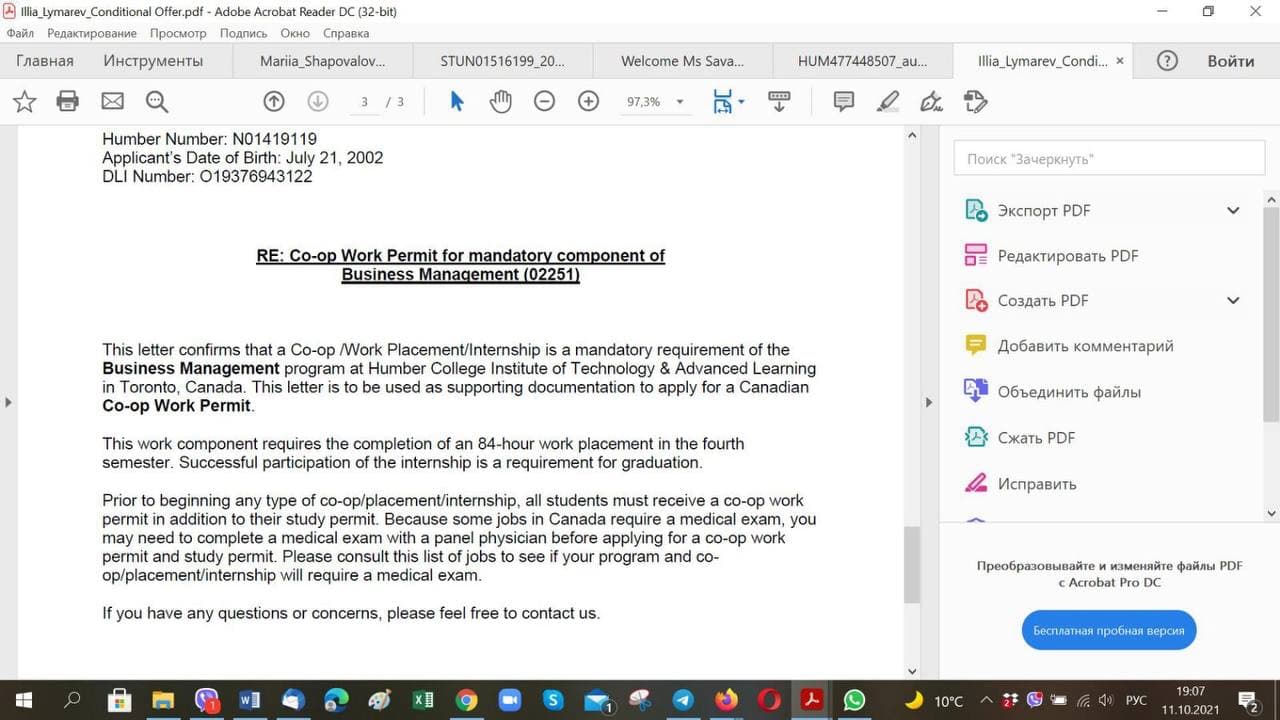 Illia_Lymarev_Conditional Offer.pdf - Adobe Acrobat Reader DC (32-bit)
Файл Редактирование Просмотр Подпись Окно Справка
Главная Инструменты Mariia_Shapovalov... STUN01516199_20... Welcome Ms Sava... HUM477448507_au... Illia_Lymarev_Condi... × Войти
3 / 3 97,3%
Humber Number: N01419119
Applicant's Date of Birth: July 21, 2002
DLI Number: O19376943122
RE: Co-op Work Permit for mandatory component of
Business Management (02251)
This letter confirms that a Co-op /Work Placement/Internship is a mandatory requirement of the
Business Management program at Humber College Institute of Technology & Advanced Learning
in Toronto, Canada. This letter is to be used as supporting documentation to apply for a Canadian
Co-op Work Permit.
This work component requires the completion of an 84-hour work placement in the fourth
semester. Successful participation of the internship is a requirement for graduation.
Prior to beginning any type of co-op/placement/internship, all students must receive a co-op work
permit in addition to their study permit. Because some jobs in Canada require a medical exam, you
may need to complete a medical exam with a panel physician before applying for a co-op work
permit and study permit. Please consult this list of jobs to see if your program and co-
op/placement/internship will require a medical exam.
If you have any questions or concerns, please feel free to contact us.
Поиск "Зачеркнуть"
Экспорт PDF
Редактировать PDF
Создать PDF
Добавить комментарий
Объединить файлы
Сжать PDF
Исправить
Преобразовывайте и изменяйте файлы PDF
с Acrobat Pro DC
Бесплатная пробная версия
10°C РУС 19:07
11.10.2021